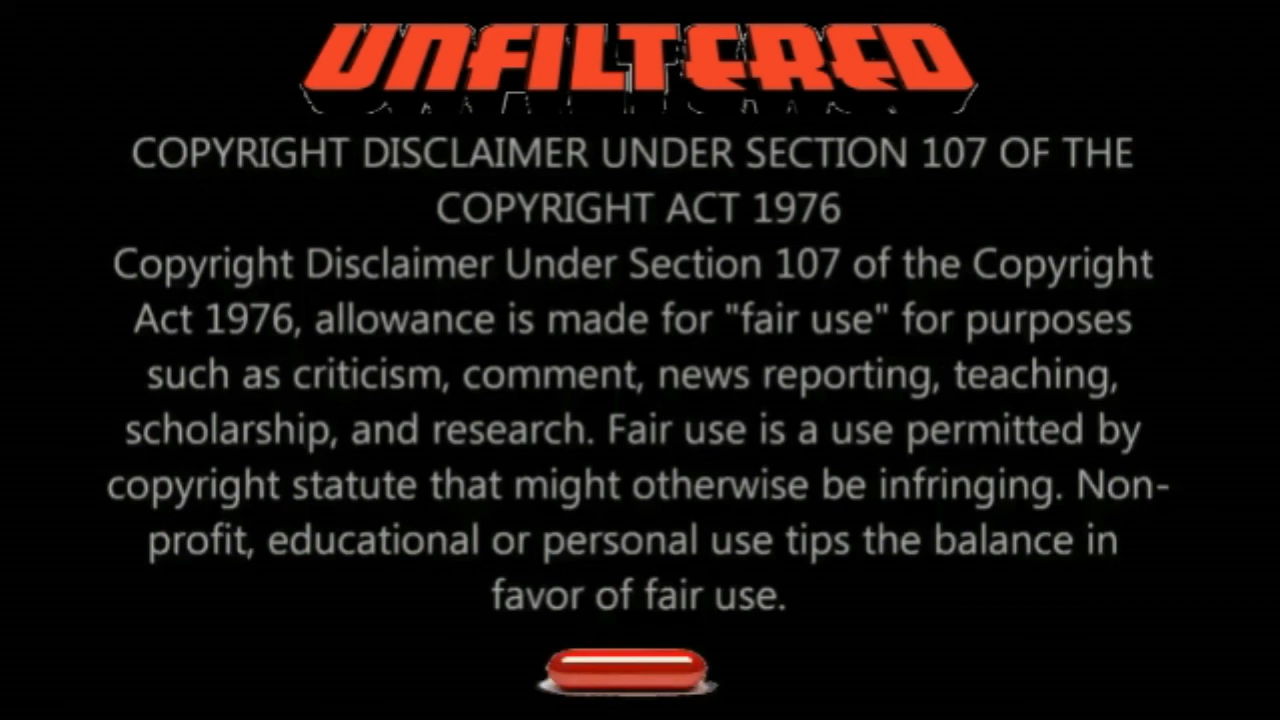 UNFILTERED
COPYRIGHT DISCLAIMER UNDER SECTION 107 OF THE
COPYRIGHT ACT 1976
Copyright Disclaimer Under Section 107 of the Copyright
Act 1976, allowance is made for "fair use" for purposes
such as criticism, comment, news reporting, teaching,
scholarship, and research. Fair use is a use permitted by
copyright statute that might otherwise be infringing. Non-
profit, educational or personal use tips the balance in
favor of fair use.